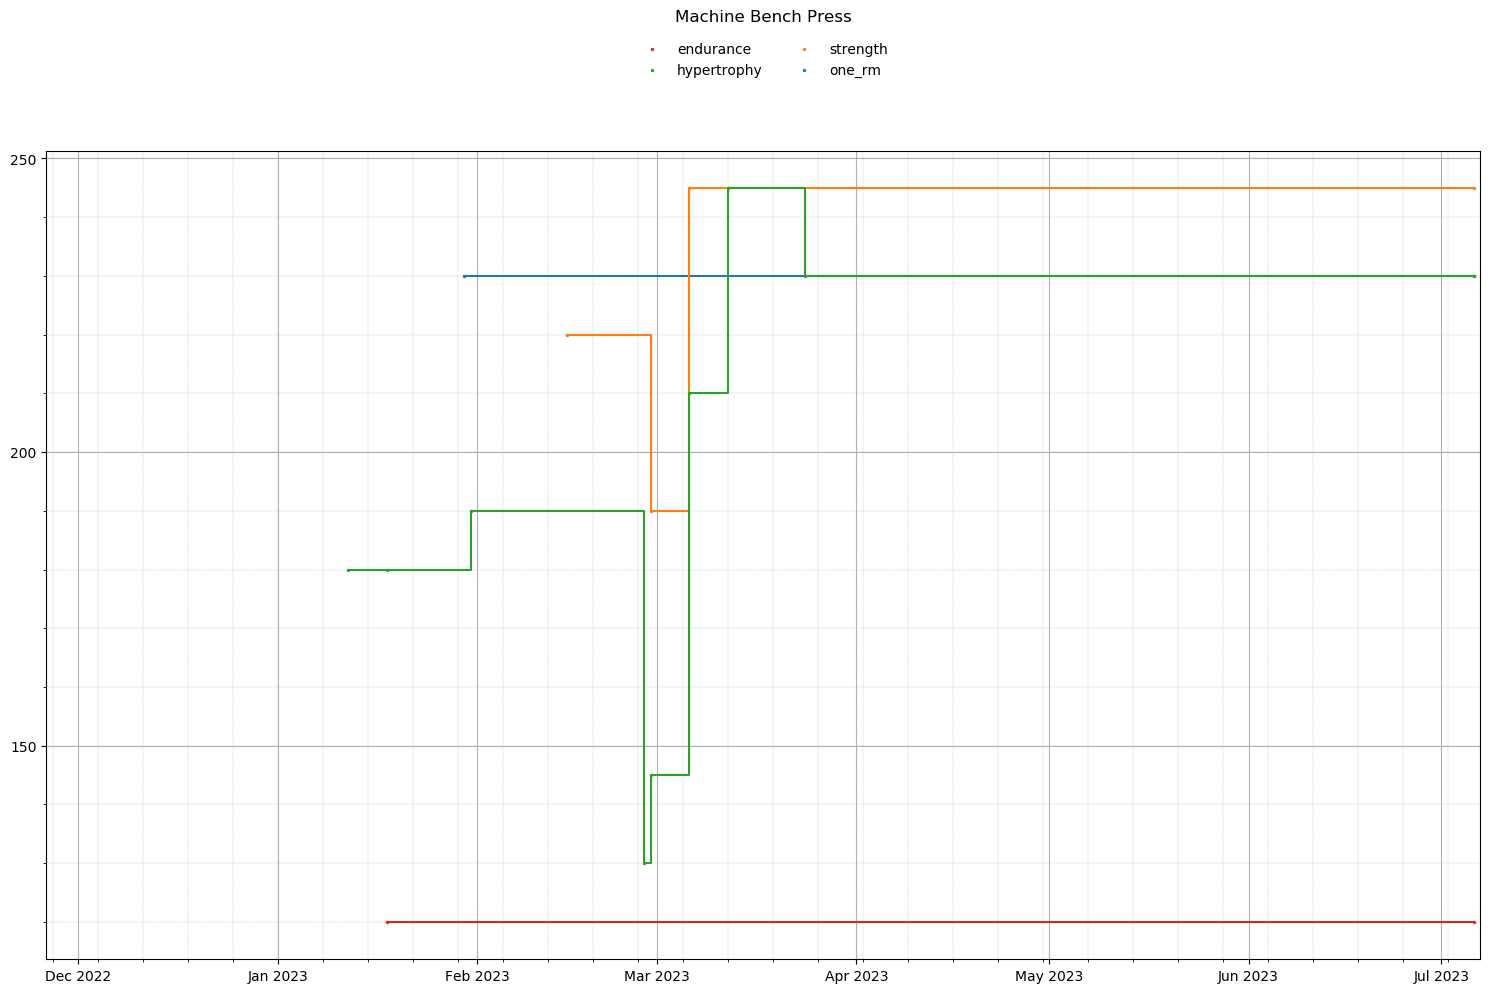 Machine Bench Press
endurance strength
hypertrophy one_rm
250
200
150
Dec 2022 Jan 2023 Feb 2023 Mar 2023 Apr 2023 May 2023 Jun 2023 Jul 2023